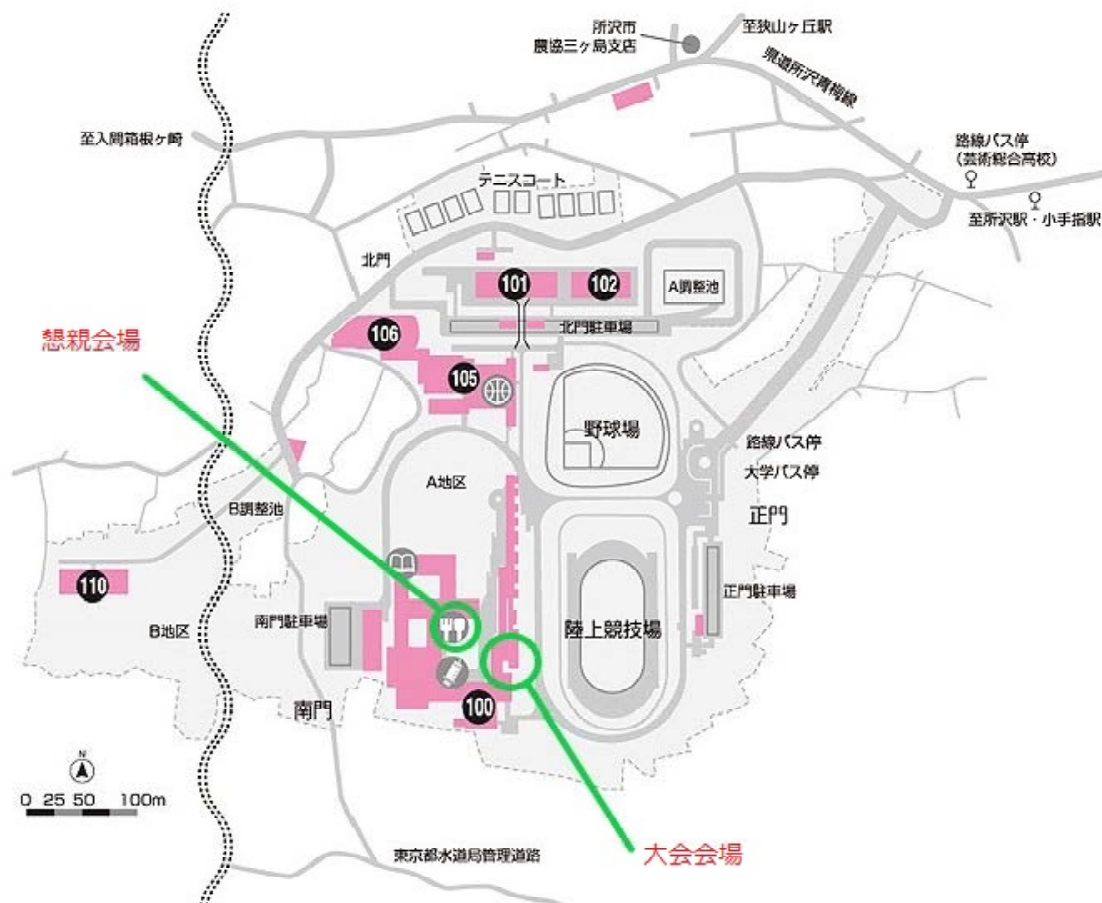 所沢市
農協三ヶ島支店
至狭山ヶ丘駅
県道所沢青梅線
至入間箱根ヶ崎
路線バス停
(芸術総合高校)
テニスコート
至所沢駅・小手指駅
北門
101
102
A調整池
北門駐車場
106
懇親会場
105
野球場
路線バス停
大学バス停
A地区
B調整池
正門
110
正門駐車場
B地区
南門駐車場
陸上競技場
南門
100
N
0 25 50 100m
大会会場
東京都水道局管理道路